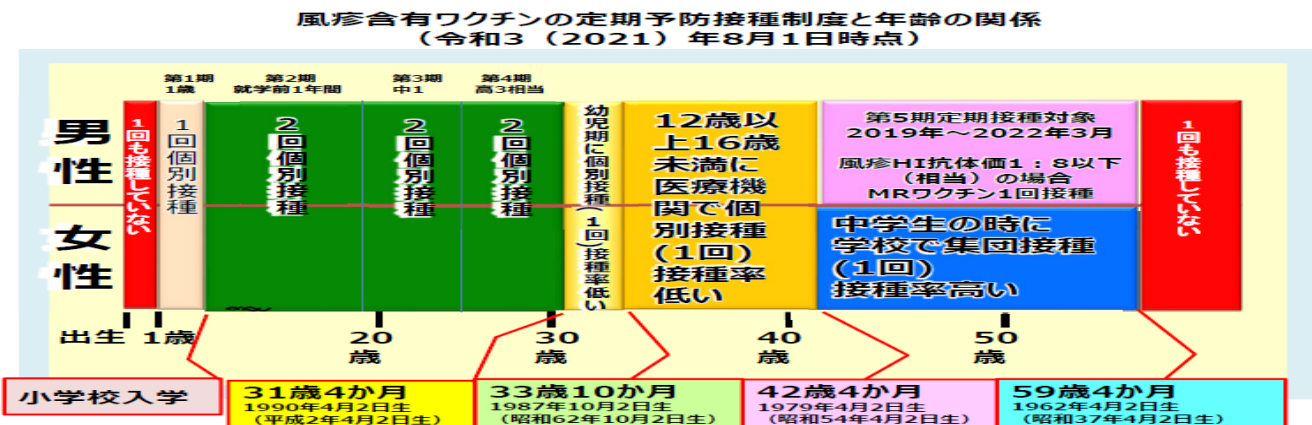 風疹含有ワクチンの定期予防接種制度と年齢の関係
（令和3（2021）年8月1日時点）
第1期
1歳
第2期
就学前1年間
第3期
中1
第4期
高3相当
男性
女性
1回も接種していない
1回個別接種
2回個別接種
2回個別接種
2回個別接種
幼児期に個別接種(1回)接種率低い
12歳以
上16歳
未満に
医療機
関で個
別接種
(1回)
接種率
低い
第5期定期接種対象
2019年～2022年3月
風疹HI抗体価1：8以下
（相当）の場合
MRワクチン1回接種
中学生の時に
学校で集団接種
(1回)
接種率高い
1回も接種していない
出生
1歳
20
歳
30
歳
40
歳
50
歳
小学校入学
31歳4か月
1990年4月2日生
（平成2年4月2日生）
33歳10か月
1987年10月2日生
（昭和62年10月2日生）
42歳4か月
1979年4月2日生
（昭和54年4月2日生）
59歳4か月
1962年4月2日生
（昭和37年4月2日生）